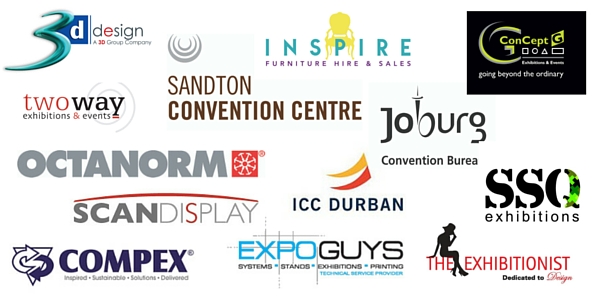 3d design
A 3D Group Company
INSPIRE
FURNITURE HIRE & SALES
ConCept G
Exhibitions & Events
going beyond the ordinary
twoway
exhibitions & events
SANDTON
CONVENTION CENTRE
Joburg
Convention Burea
OCTANORM®
ICC DURBAN
SSQ
exhibitions
SCANDISPLAY
COMPEX®
Inspired • Sustainable • Solutions • Delivered
EXPOGUYS
SYSTEMS • STANDS • EXHIBITIONS • PRINTING
TECHNICAL SERVICE PROVIDER
THE EXHIBITIONIST
Dedicated to Design